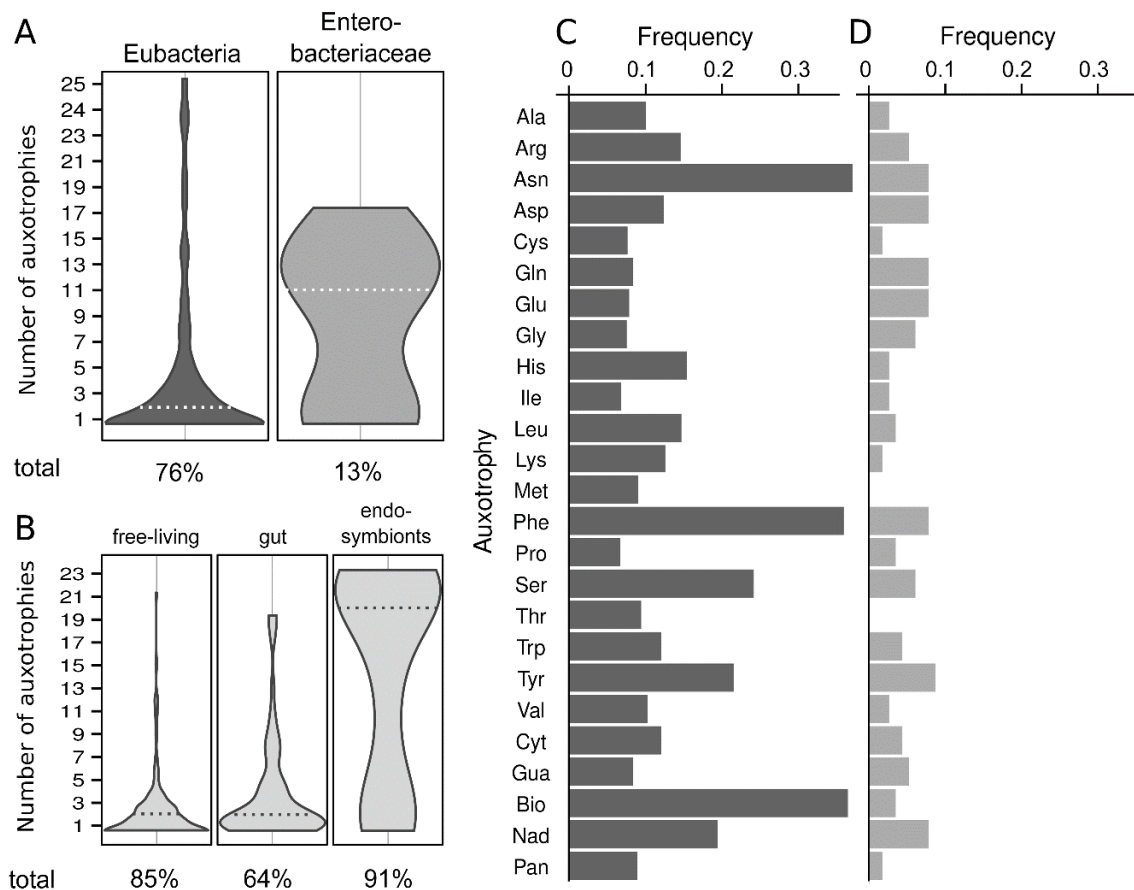 A
Eubacteria
Entero-
bacteriaceae
Number of auxotrophies
25
24
23
21
19
17
15
13
11
9
7
5
3
1
total
76%
13%
B
free-living
gut
endo-
symbionts
Number of auxotrophies
23
21
19
17
15
13
11
9
7
5
3
1
total
85%
64%
91%
C
Frequency
0
0.1
0.2
0.3
D
Frequency
0
0.1
0.2
0.3
Auxotrophy
Ala
Arg
Asn
Asp
Cys
Gln
Glu
Gly
His
Ile
Leu
Lys
Met
Phe
Pro
Ser
Thr
Trp
Tyr
Val
Cyt
Gua
Bio
Nad
Pan